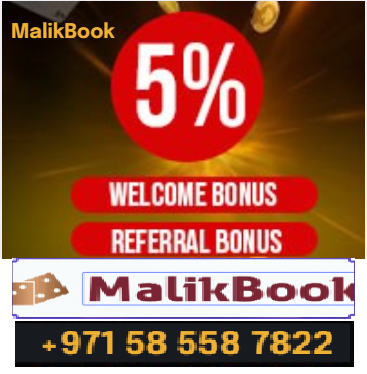 MalikBook
5%
WELCOME BONUS
REFERRAL BONUS
MalikBook
+971 58 558 7822